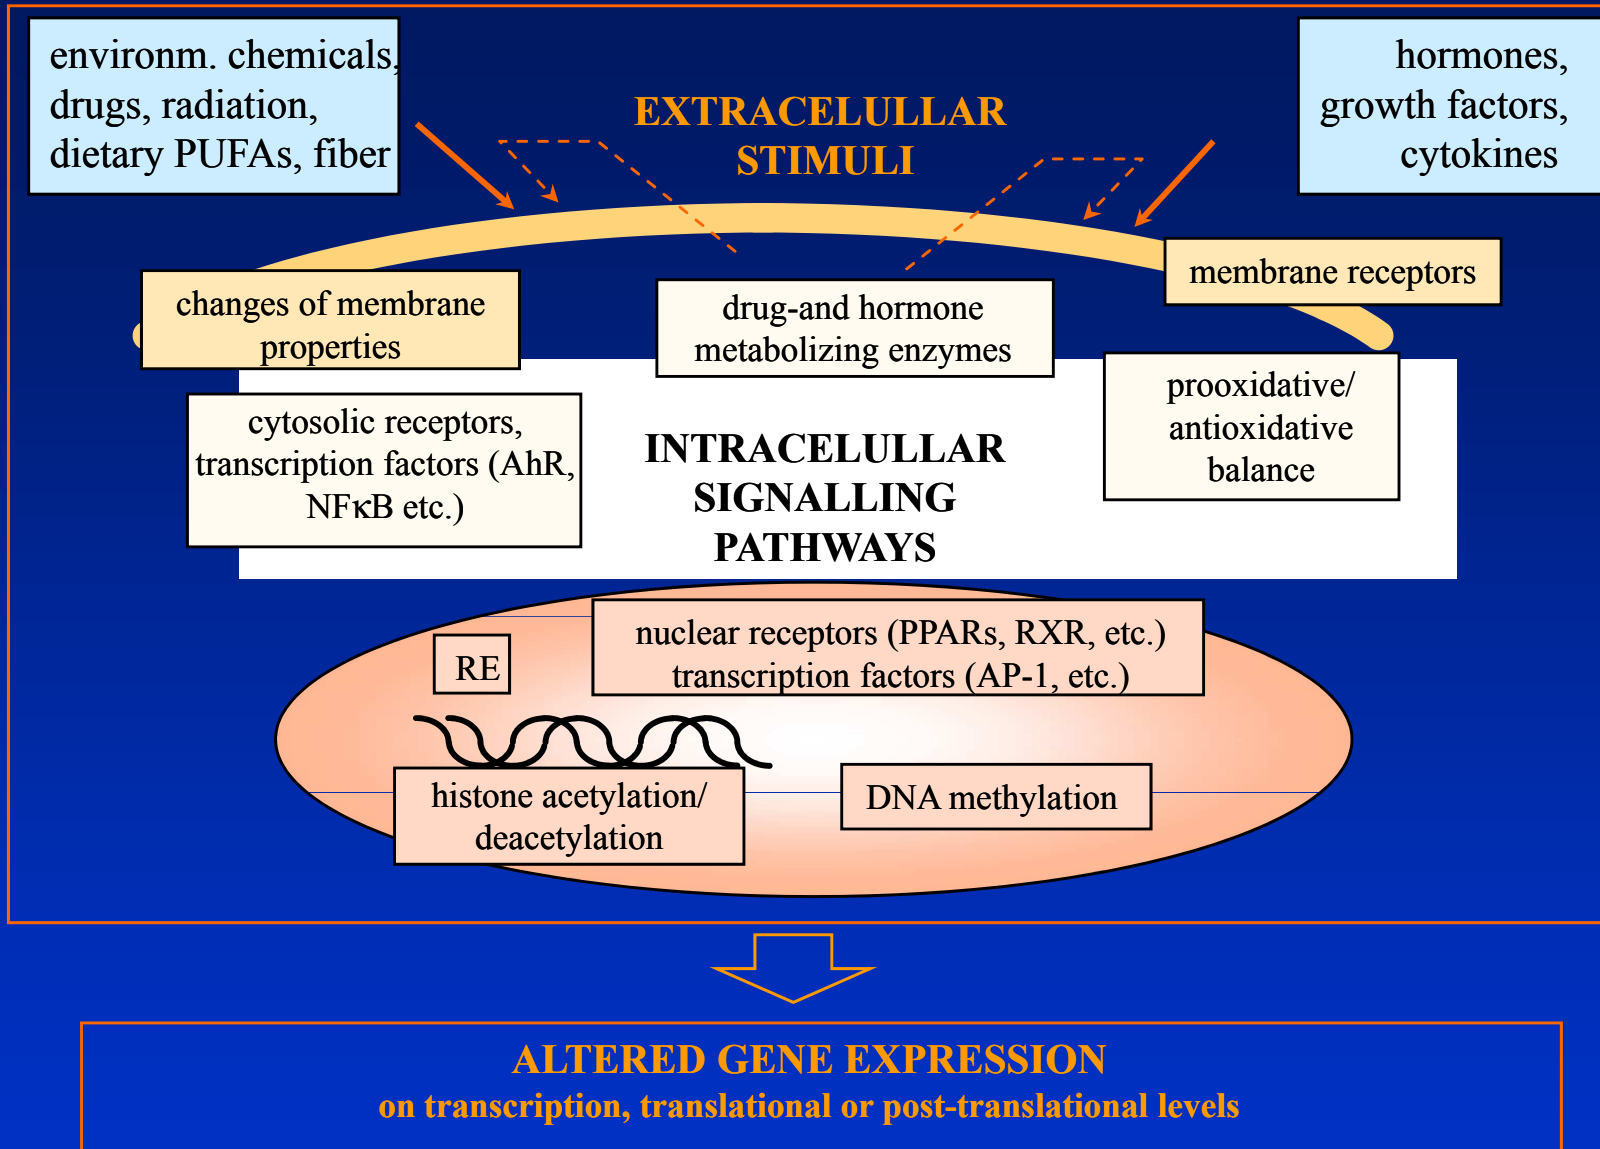 environm. chemicals,
drugs, radiation,
dietary PUFAs, fiber
EXTRACELULLAR
STIMULI
hormones,
growth factors,
cytokines
changes of membrane
properties
drug-and hormone
metabolizing enzymes
membrane receptors
cytosolic receptors,
transcription factors (AhR,
NFκB etc.)
INTRACELULLAR
SIGNALLING
PATHWAYS
prooxidative/
antioxidative
balance
RE
nuclear receptors (PPARs, RXR, etc.)
transcription factors (AP-1, etc.)
histone acetylation/
deacetylation
DNA methylation
ALTERED GENE EXPRESSION
on transcription, translational or post-translational levels